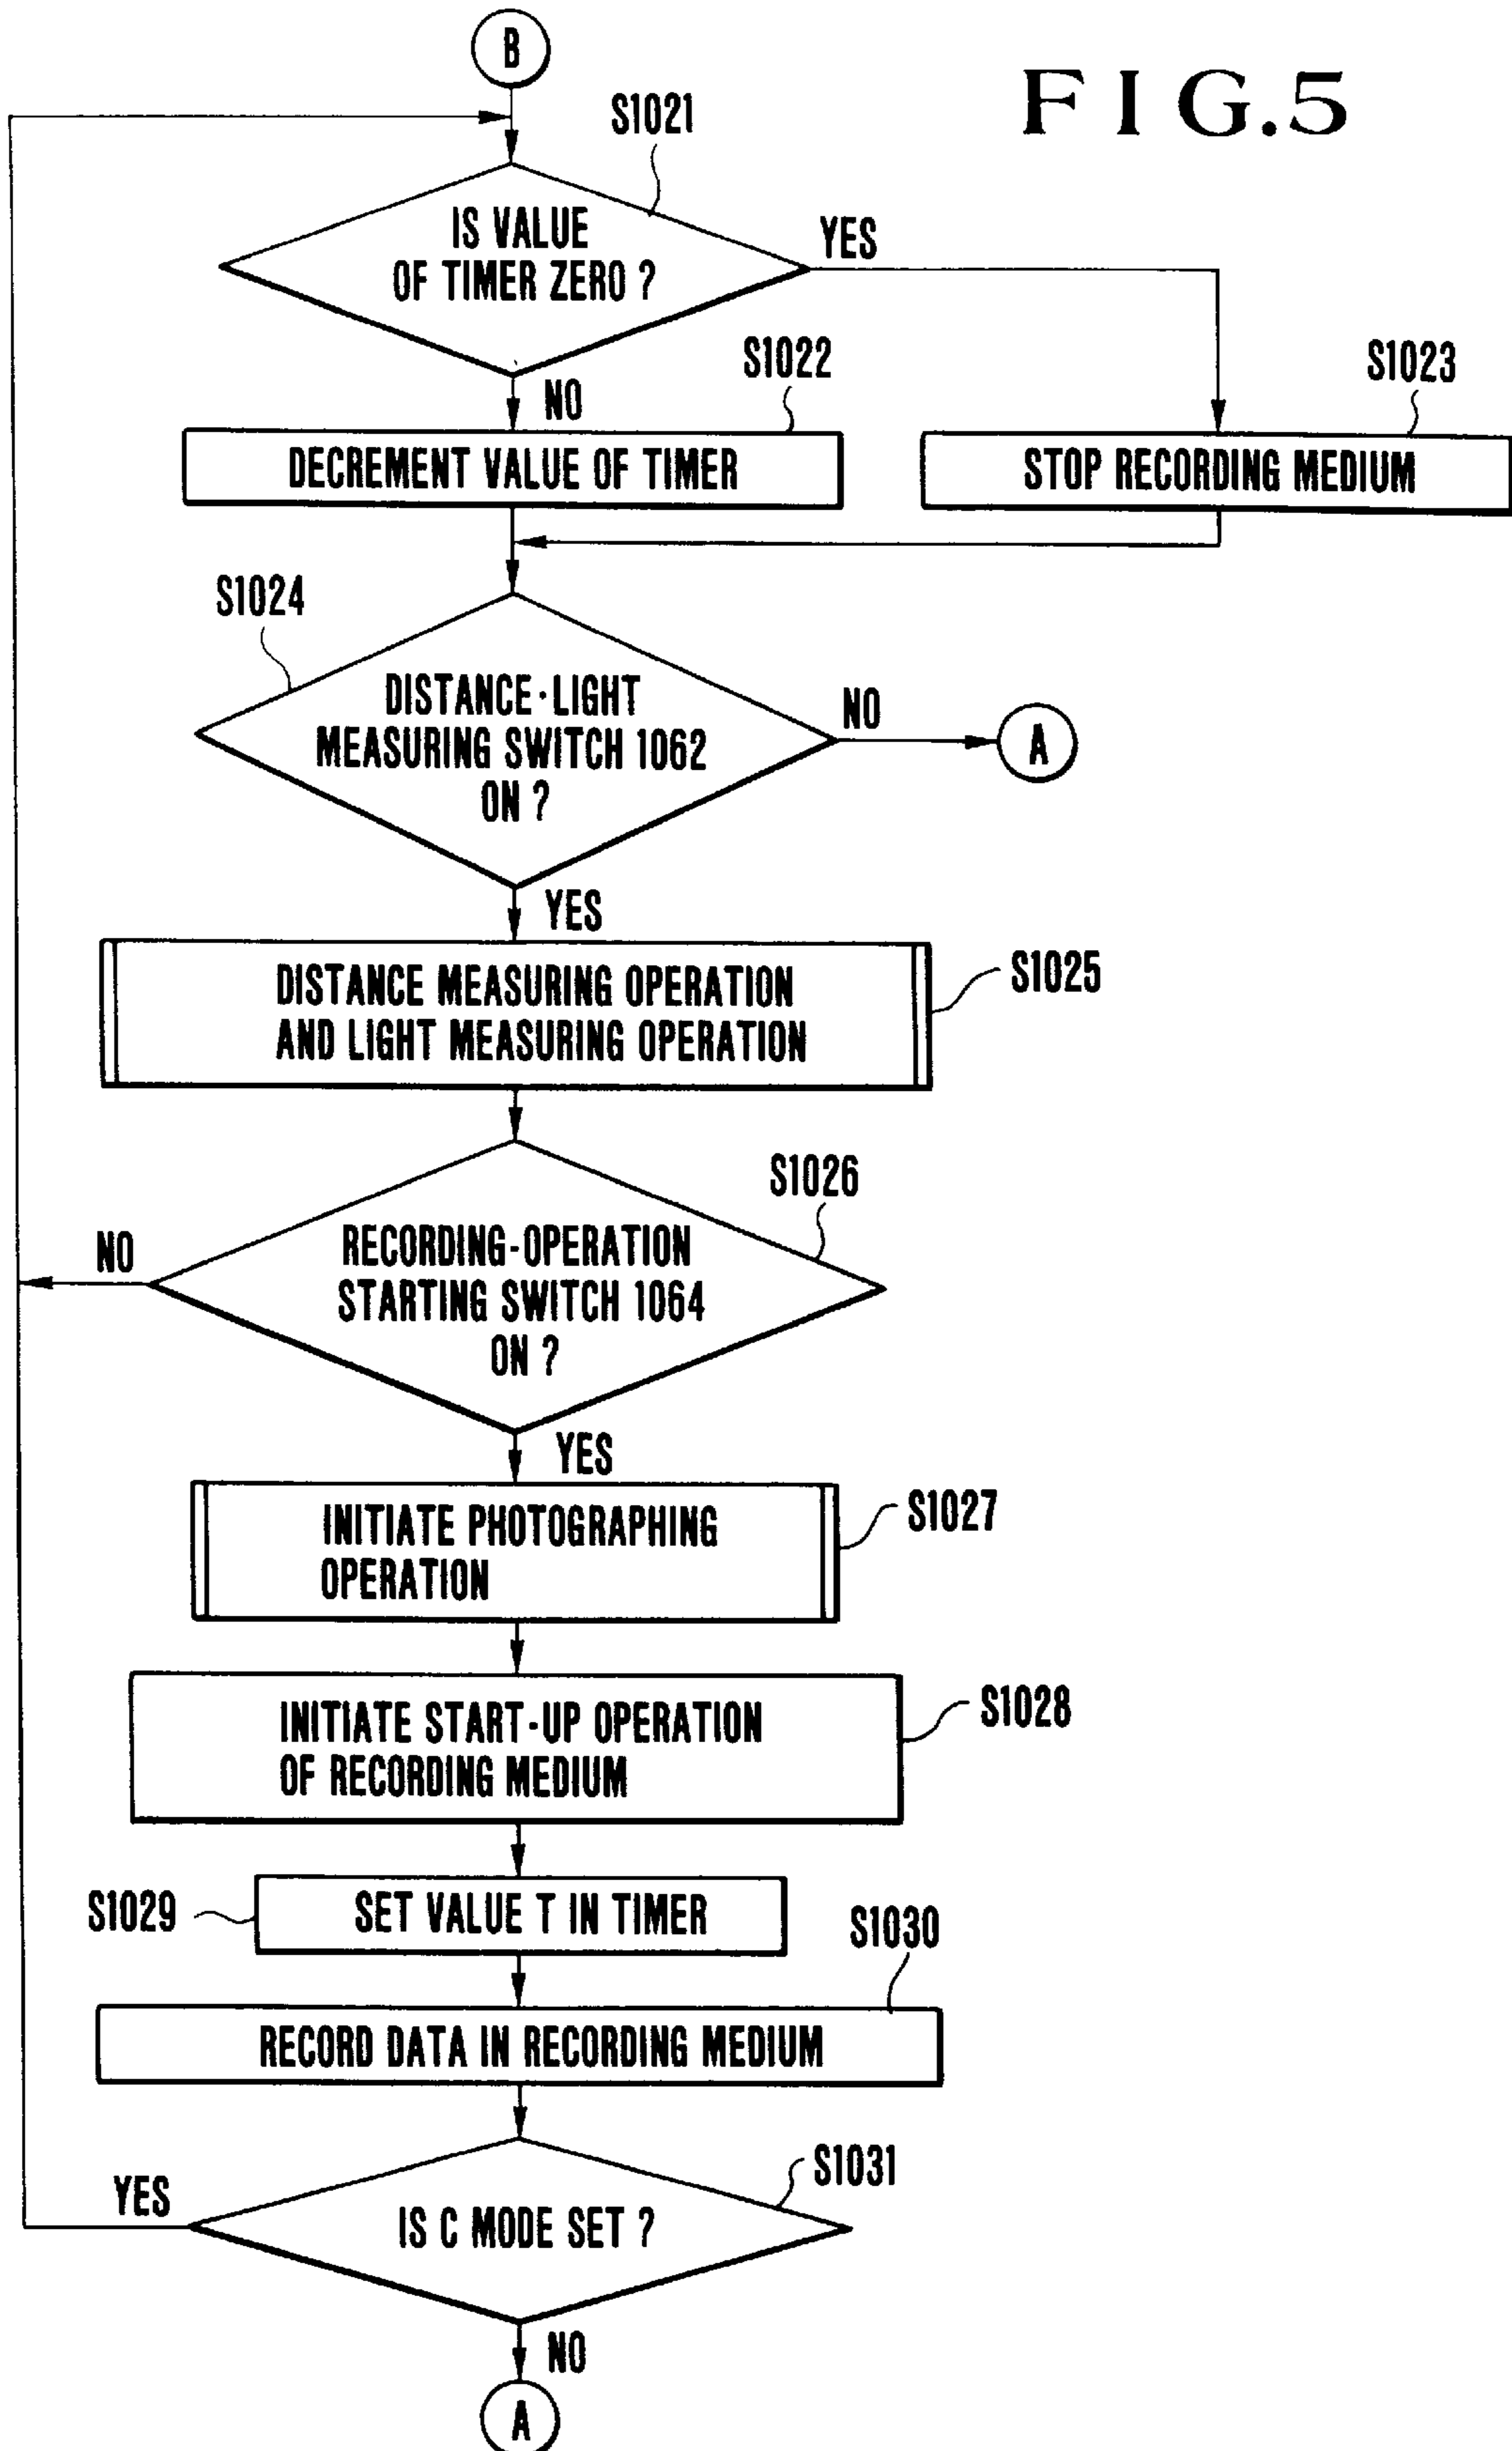 B
FIG.5
S1021
IS VALUE
OF TIMER ZERO ?
YES
S1022
S1023
NO
DECREMENT VALUE OF TIMER
STOP RECORDING MEDIUM
S1024
DISTANCE·LIGHT
MEASURING SWITCH 1062
ON ?
NO
A
YES
DISTANCE MEASURING OPERATION
AND LIGHT MEASURING OPERATION
S1025
S1026
RECORDING-OPERATION
STARTING SWITCH 1064
ON ?
NO
YES
INITIATE PHOTOGRAPHING
OPERATION
S1027
INITIATE START-UP OPERATION
OF RECORDING MEDIUM
S1028
S1029
SET VALUE T IN TIMER
S1030
RECORD DATA IN RECORDING MEDIUM
S1031
YES
IS C MODE SET ?
NO
A